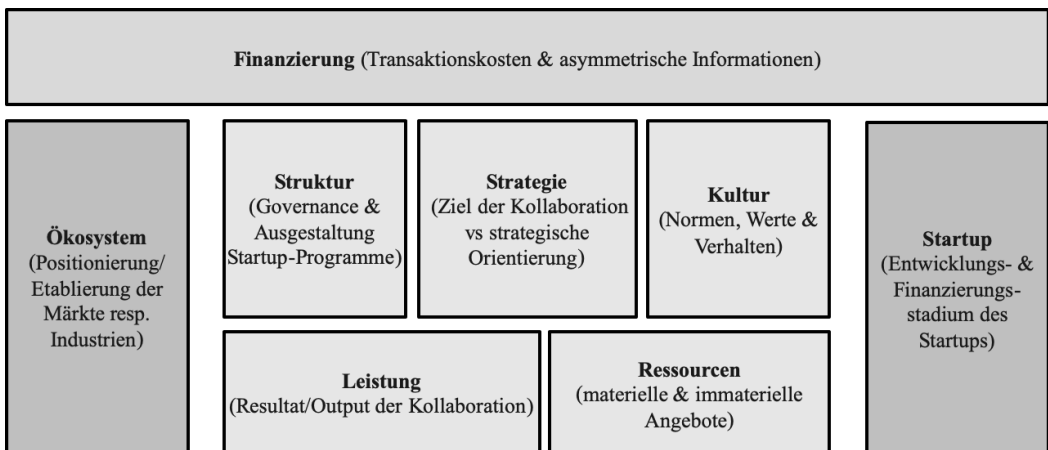 Finanzierung (Transaktionskosten & asymmetrische Informationen)
Ökosystem
(Positionierung/
Etablierung der
Märkte resp.
Industrien)
Struktur
(Governance &
Ausgestaltung
Startup-Programme)
Strategie
(Ziel der Kollaboration
vs strategische
Orientierung)
Kultur
(Normen, Werte &
Verhalten)
Startup
(Entwicklungs- &
Finanzierungs-
stadium des
Startups)
Leistung
(Resultat/Output der Kollaboration)
Ressourcen
(materielle & immaterielle
Angebote)